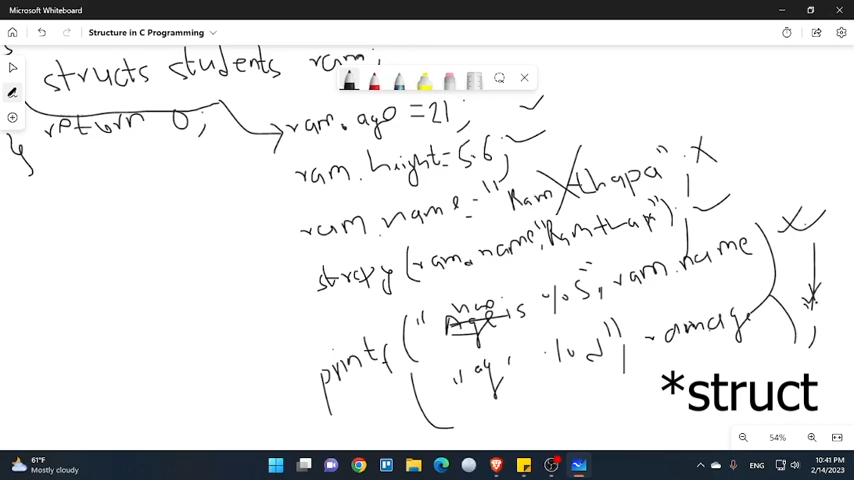 Microsoft Whiteboard
Structure in C Programming
structs students ram;
return 0;
}
ram.age = 21;
ram.height = 5.6;
ram.name = "Ram thapa"
strcpy(ram.name, "Ram thapa");
printf(" Age is %s", ram.name)
("ag %d",
*struct
54%
61°F
Mostly cloudy
ENG
10:41 PM
2/14/2023